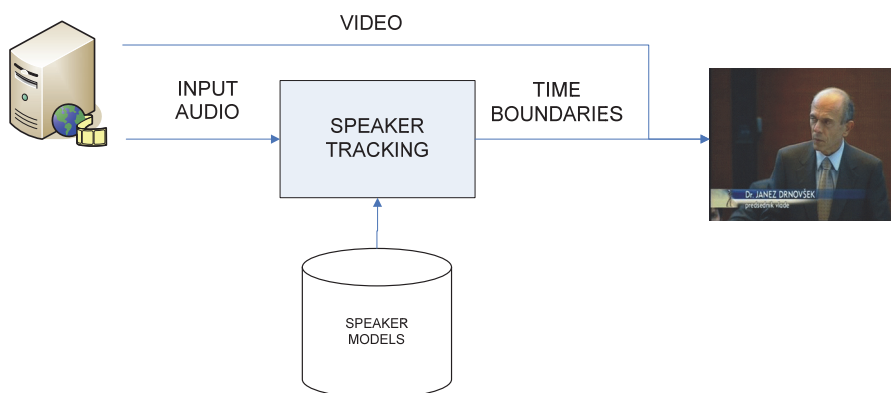 VIDEO
INPUT
AUDIO
SPEAKER
TRACKING
TIME
BOUNDARIES
Dr. JANEZ DRNOVŠEK
predsednik vlade
SPEAKER
MODELS